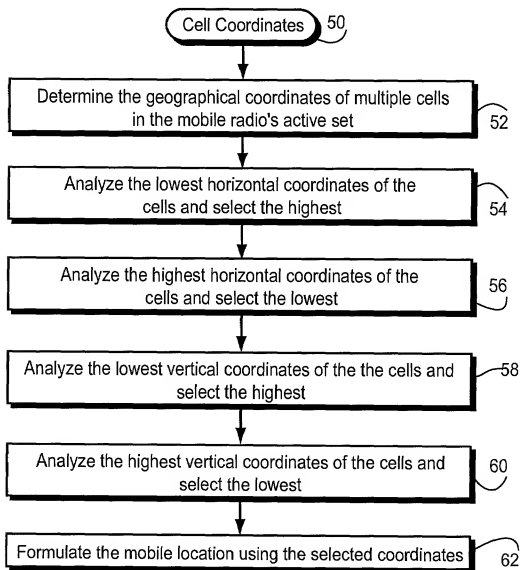 Cell Coordinates
50
Determine the geographical coordinates of multiple cells
in the mobile radio's active set
52
Analyze the lowest horizontal coordinates of the
cells and select the highest
54
Analyze the highest horizontal coordinates of the
cells and select the lowest
56
Analyze the lowest vertical coordinates of the the cells and
select the highest
58
Analyze the highest vertical coordinates of the cells and
select the lowest
60
Formulate the mobile location using the selected coordinates
62